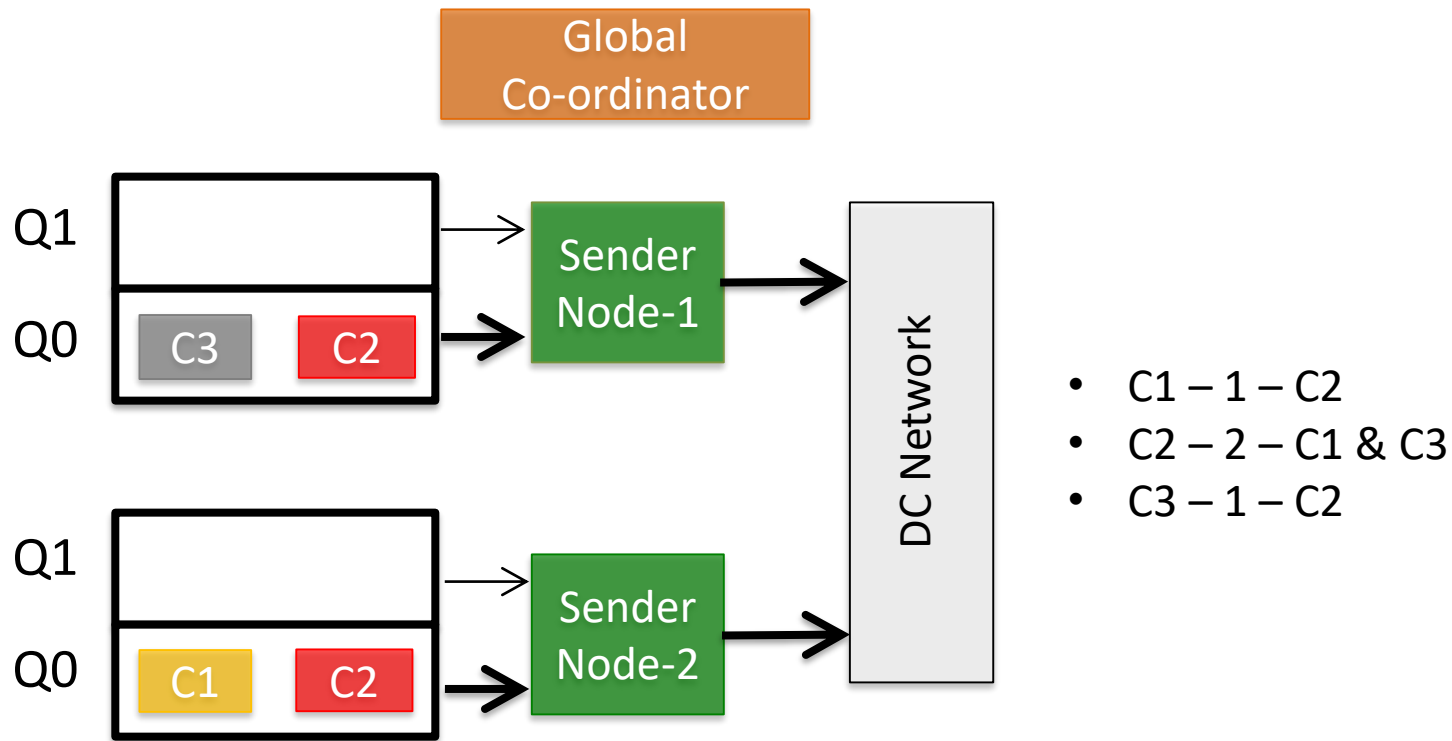 Global
Co-ordinator
Q1
Q0
C3 C2
Sender
Node-1
Q1
Q0
C1 C2
Sender
Node-2
DC Network
• C1 – 1 – C2
• C2 – 2 – C1 & C3
• C3 – 1 – C2